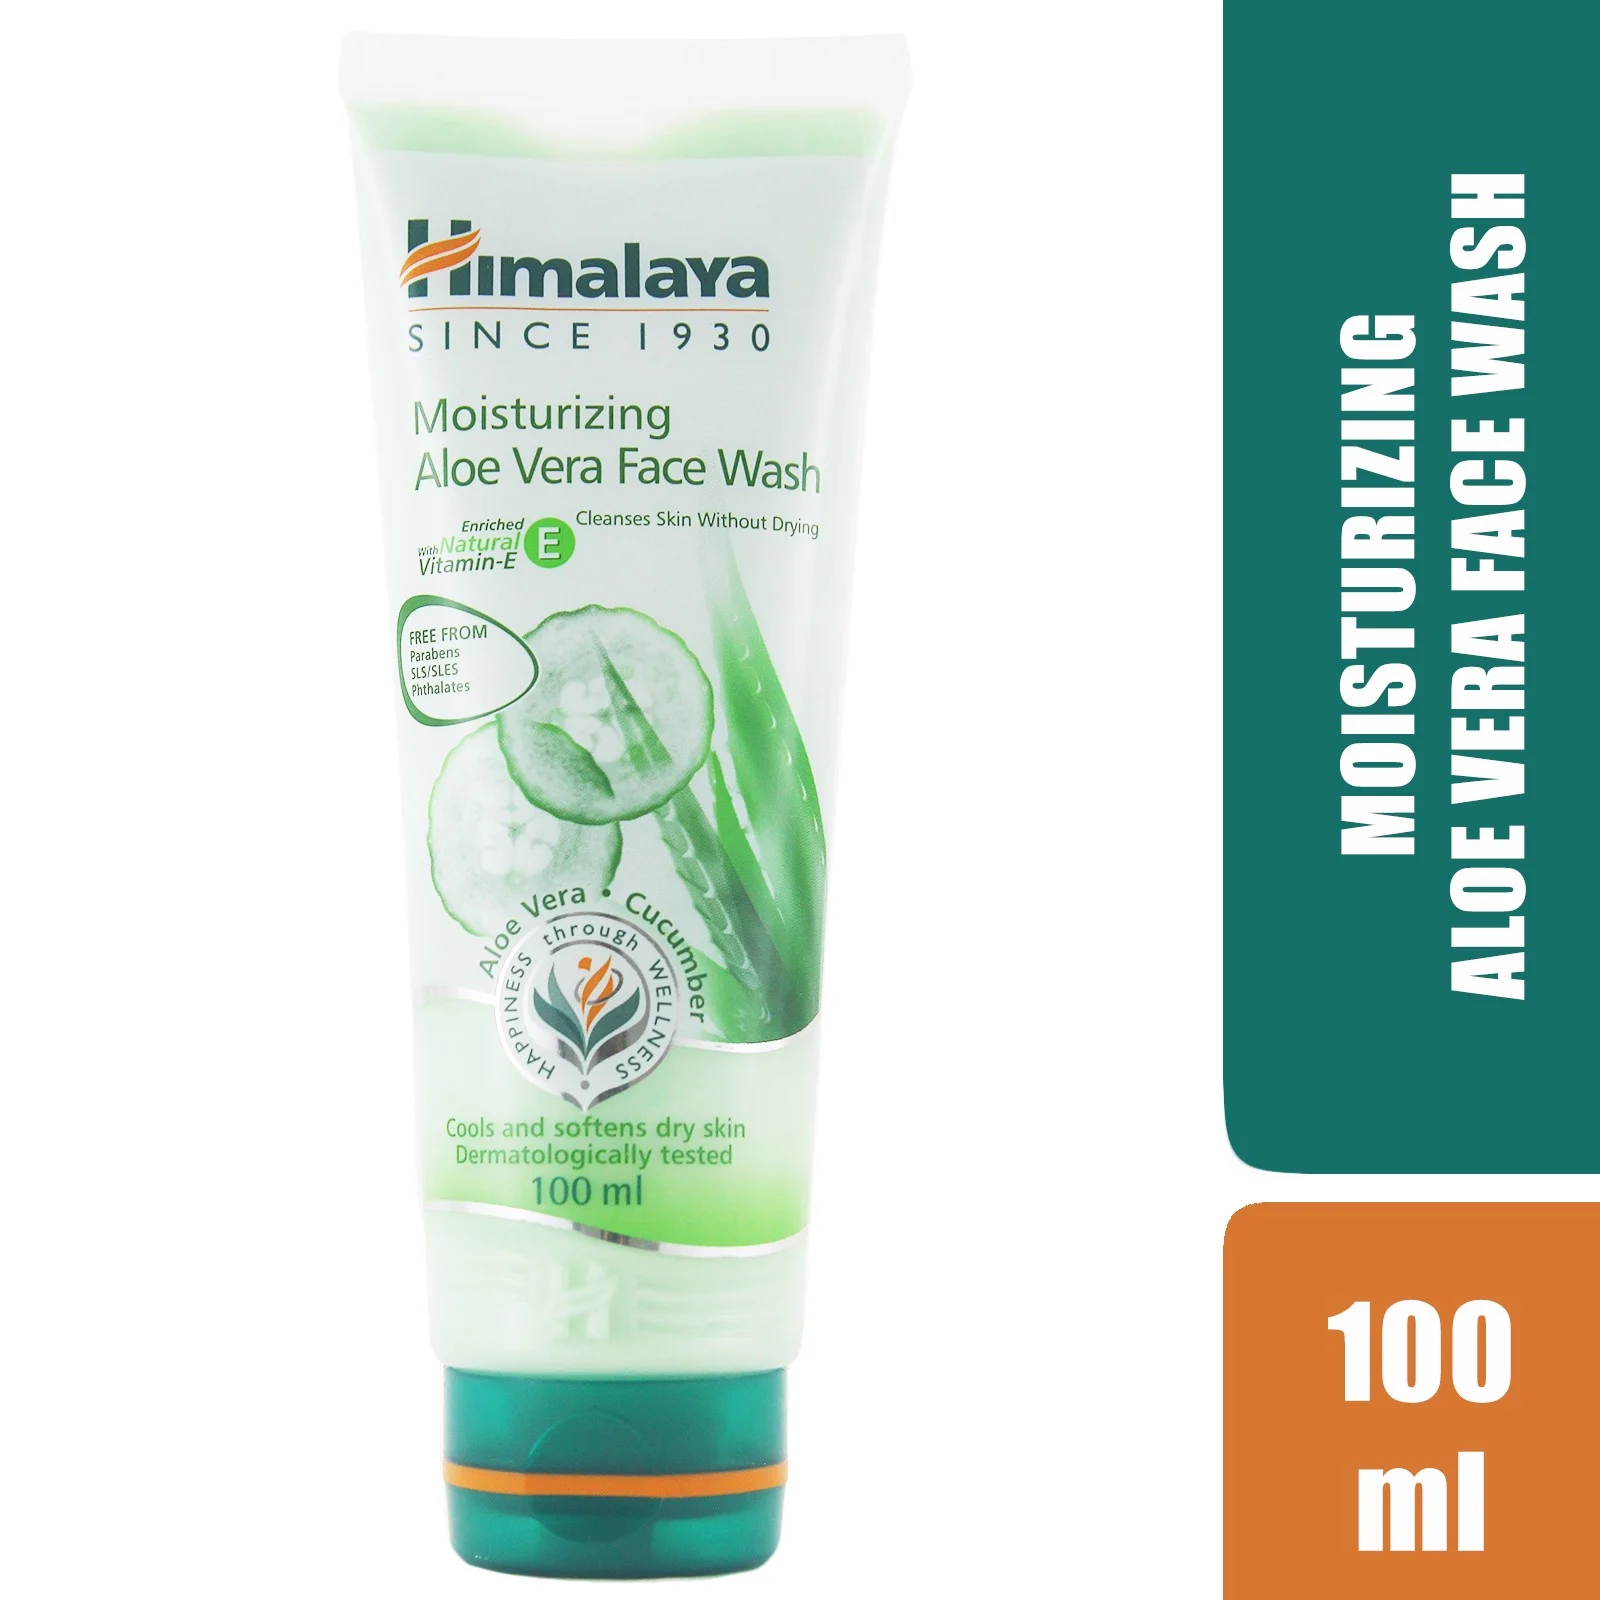 Himalaya
SINCE 1930
Moisturizing
Aloe Vera Face Wash
Cleanses Skin Without Drying
Enriched
With Natural
Vitamin-E
E
FREE FROM
Parabens
SLS/SLES
Phthalates
Aloe Vera • Cucumber
HAPPINESS through WELLNESS
Cools and softens dry skin
Dermatologically tested
100 ml
H
MOISTURIZING
ALOE VERA FACE WASH
100
ml